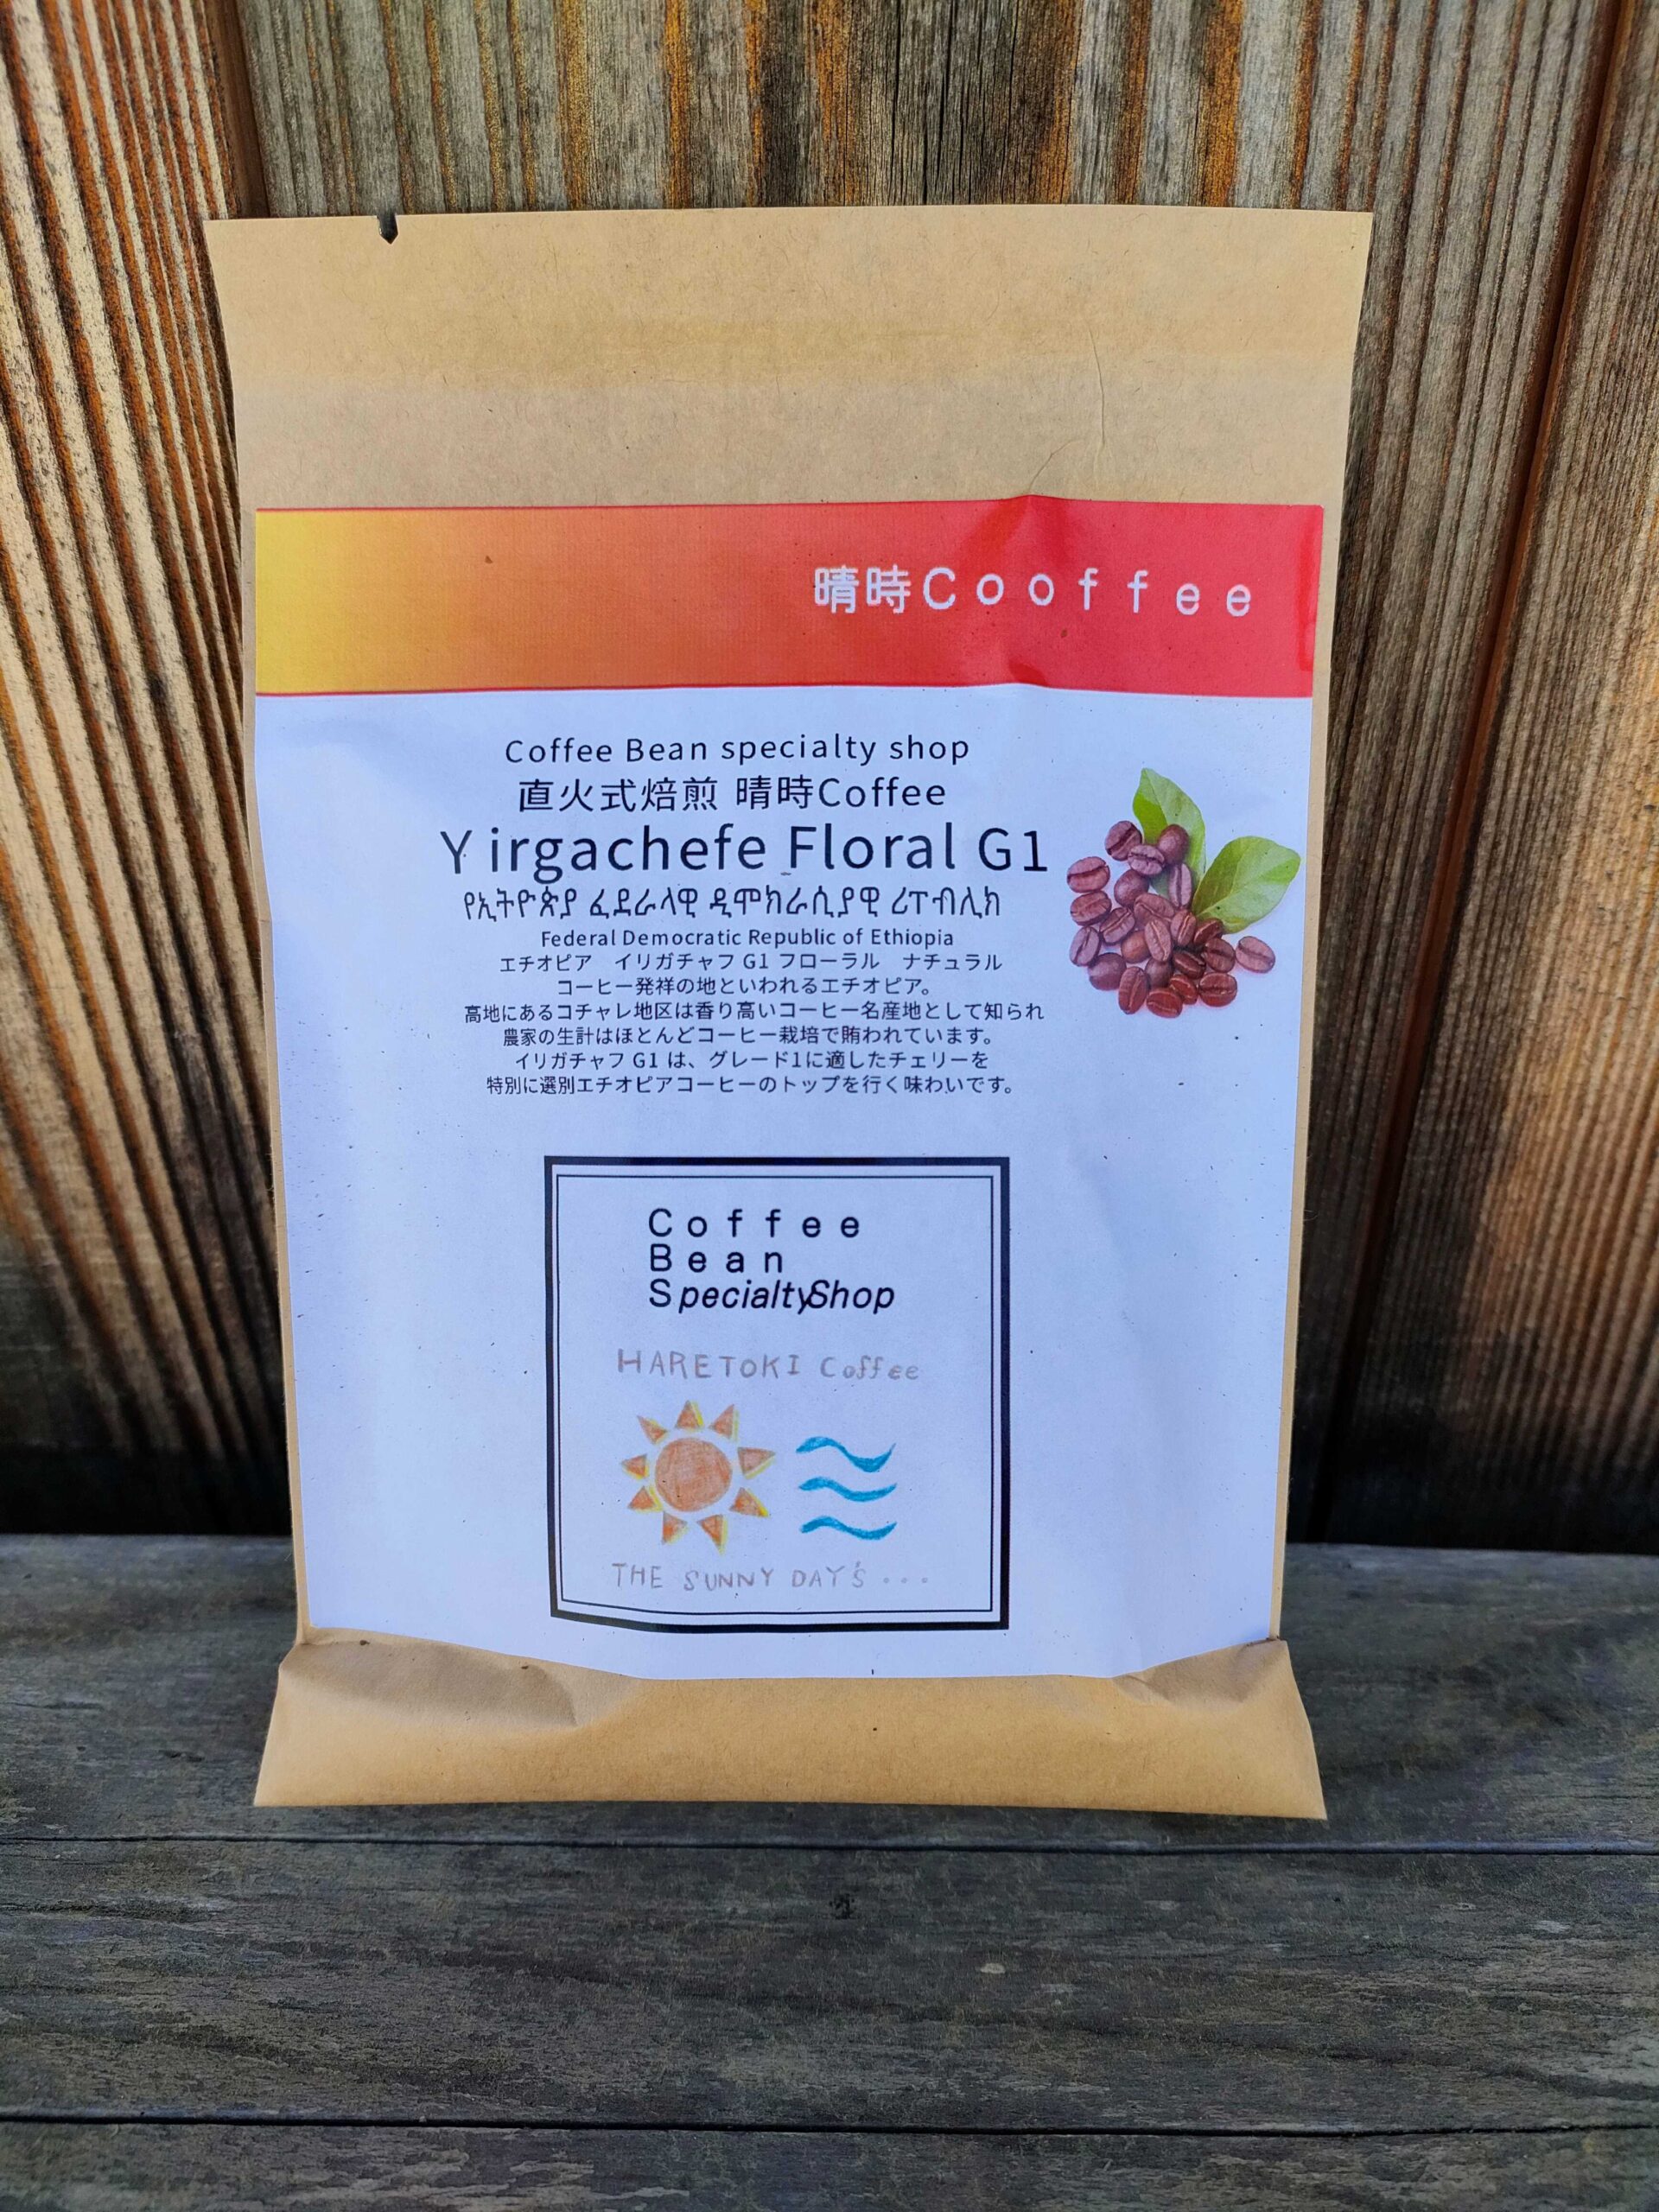 晴時Cooffee
Coffee Bean specialty shop
直火式焙煎 晴時Coffee
Yirgachefe Floral G1
የኢትዮጵያ ፈደራላዊ ዲሞክራሲያዊ ሪፐብሊክ
Federal Democratic Republic of Ethiopia
エチオピア　イリガチャフ G1 フローラル　ナチュラル
コーヒー発祥の地といわれるエチオピア。
高地にあるコチャレ地区は香り高いコーヒー名産地として知られ
農家の生計はほとんどコーヒー栽培で賄われています。
イリガチャフ G1 は、グレード1に適したチェリーを
特別に選別エチオピアコーヒーのトップを行く味わいです。
Coffee
Bean
SpecialtyShop
HARETOKI Coffee
THE SUNNY DAY'S ...